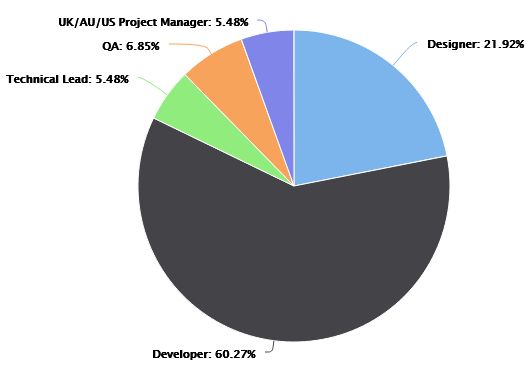 UK/AU/US Project Manager: 5.48%
Designer: 21.92%
QA: 6.85%
Technical Lead: 5.48%
Developer: 60.27%